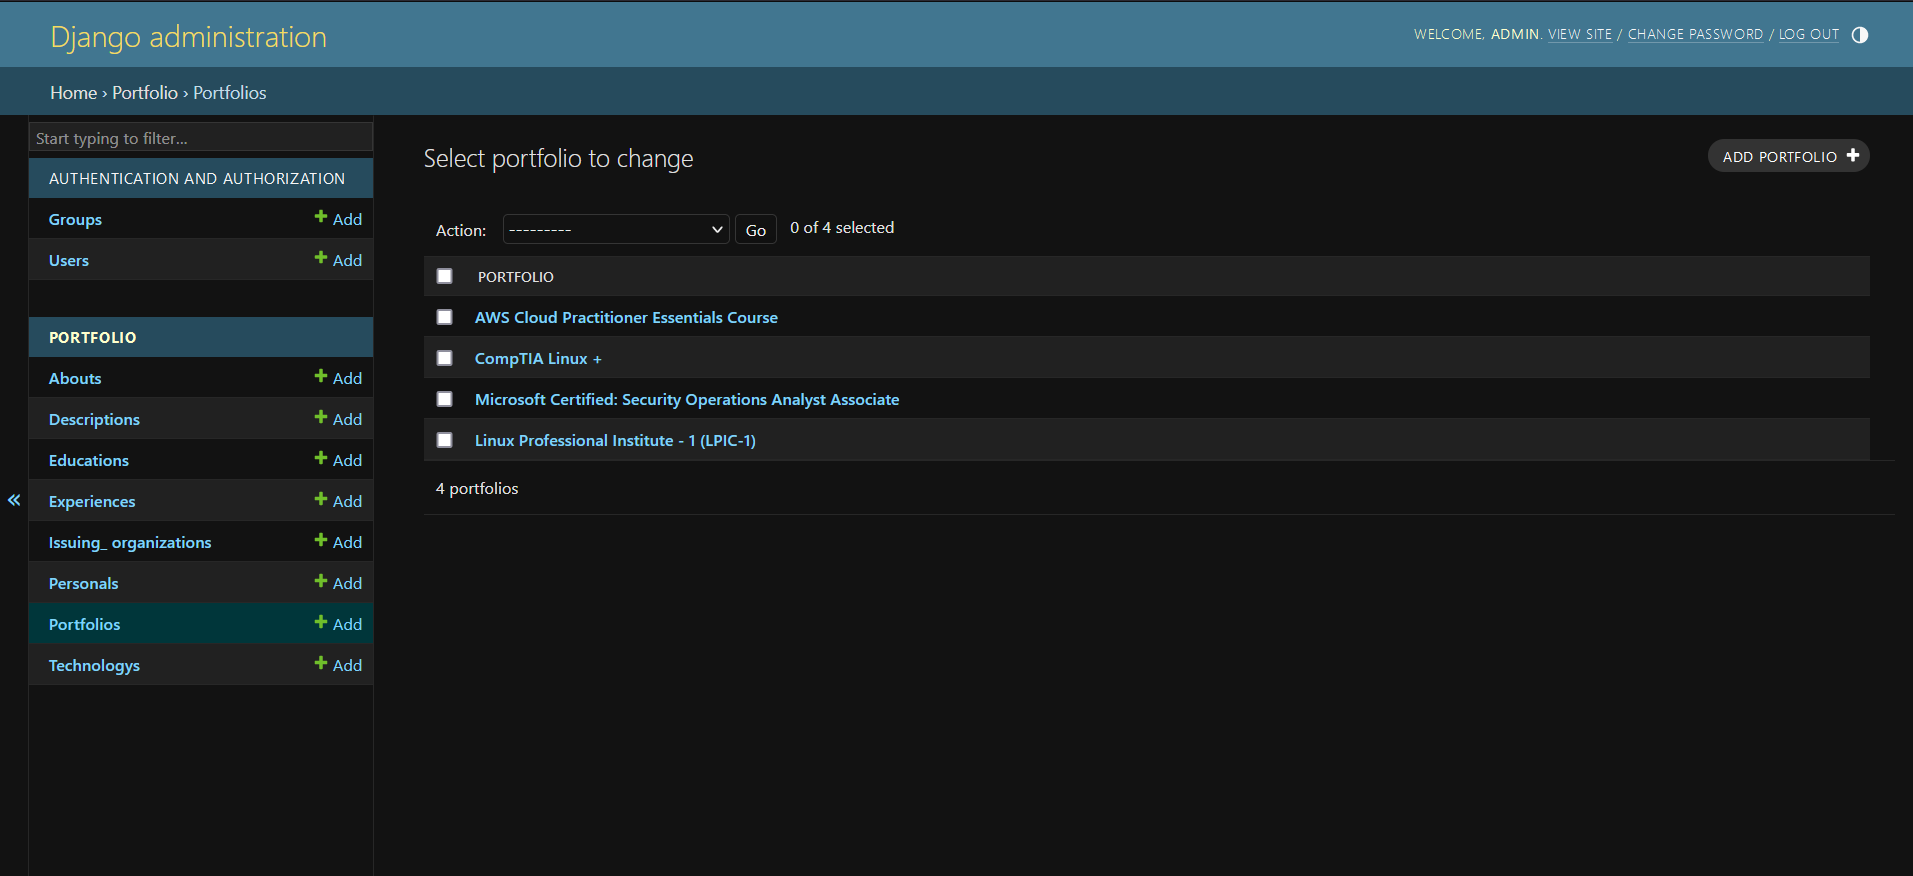 Django administration
WELCOME, ADMIN. VIEW SITE / CHANGE PASSWORD / LOG OUT
Home › Portfolio › Portfolios
Start typing to filter...
AUTHENTICATION AND AUTHORIZATION
Groups + Add
Users + Add
PORTFOLIO
Abouts + Add
Descriptions + Add
Educations + Add
Experiences + Add
Issuing_ organizations + Add
Personals + Add
Portfolios + Add
Technologys + Add
«
Select portfolio to change
ADD PORTFOLIO +
Action: --------- Go 0 of 4 selected
PORTFOLIO
AWS Cloud Practitioner Essentials Course
CompTIA Linux +
Microsoft Certified: Security Operations Analyst Associate
Linux Professional Institute - 1 (LPIC-1)
4 portfolios